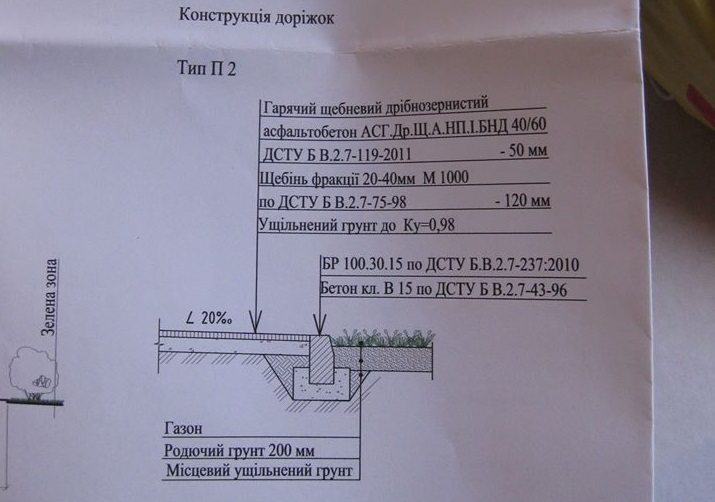 Конструкція доріжок
Тип П 2
Гарячий щебневий дрібнозернистий
асфальтобетон АСГ.Др.Щ.А.НП.І.БНД 40/60
ДСТУ Б В.2.7-119-2011 - 50 мм
Щебінь фракції 20-40мм М 1000
по ДСТУ Б В.2.7-75-98 - 120 мм
Ущільнений грунт до Ку=0,98
БР 100.30.15 по ДСТУ Б.В.2.7-237:2010
Бетон кл. В 15 по ДСТУ Б В.2.7-43-96
∠ 20‰
Зелена зона
Газон
Родючий грунт 200 мм
Місцевий ущільнений грунт